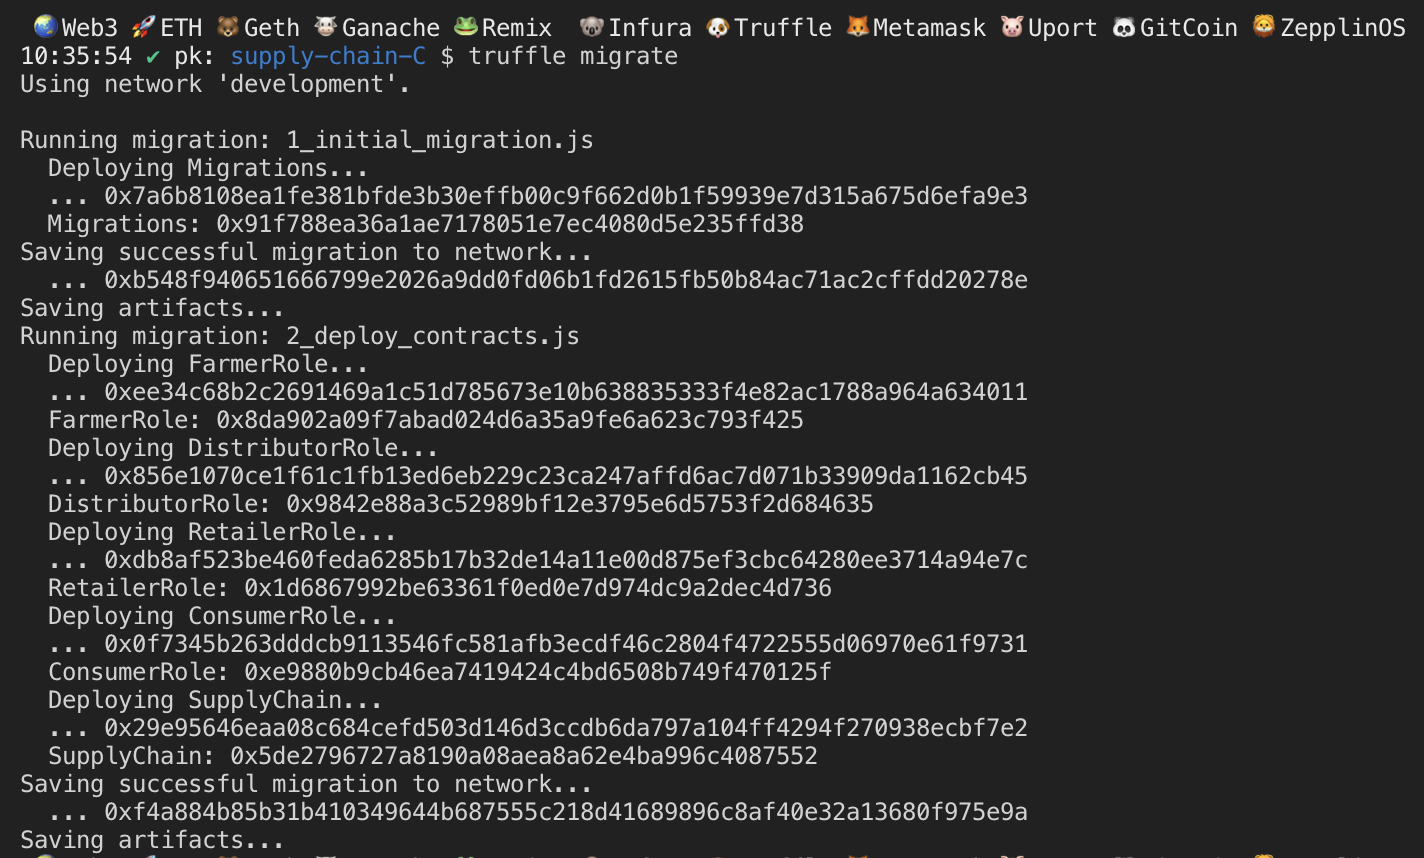 🌏Web3 🚀ETH 🐻Geth 🐮Ganache 🐸Remix 🐨Infura 🐶Truffle 🦊Metamask 🐷Uport 🐼GitCoin 🦁ZepplinOS
10:35:54 ✔ pk: supply-chain-C $ truffle migrate
Using network 'development'.
Running migration: 1_initial_migration.js
Deploying Migrations...
... 0x7a6b8108ea1fe381bfde3b30effb00c9f662d0b1f59939e7d315a675d6efa9e3
Migrations: 0x91f788ea36a1ae7178051e7ec4080d5e235ffd38
Saving successful migration to network...
... 0xb548f940651666799e2026a9dd0fd06b1fd2615fb50b84ac71ac2cffdd20278e
Saving artifacts...
Running migration: 2_deploy_contracts.js
Deploying FarmerRole...
... 0xee34c68b2c2691469a1c51d785673e10b638835333f4e82ac1788a964a634011
FarmerRole: 0x8da902a09f7abad024d6a35a9fe6a623c793f425
Deploying DistributorRole...
... 0x856e1070ce1f61c1fb13ed6eb229c23ca247affd6ac7d071b33909da1162cb45
DistributorRole: 0x9842e88a3c52989bf12e3795e6d5753f2d684635
Deploying RetailerRole...
... 0xdb8af523be460feda6285b17b32de14a11e00d875ef3cbc64280ee3714a94e7c
RetailerRole: 0x1d6867992be63361f0ed0e7d974dc9a2dec4d736
Deploying ConsumerRole...
... 0x0f7345b263dddcb9113546fc581afb3ecdf46c2804f4722555d06970e61f9731
ConsumerRole: 0xe9880b9cb46ea7419424c4bd6508b749f470125f
Deploying SupplyChain...
... 0x29e95646eaa08c684cefd503d146d3ccdb6da797a104ff4294f270938ecbf7e2
SupplyChain: 0x5de2796727a8190a08aea8a62e4ba996c4087552
Saving successful migration to network...
... 0xf4a884b85b31b410349644b687555c218d41689896c8af40e32a13680f975e9a
Saving artifacts...